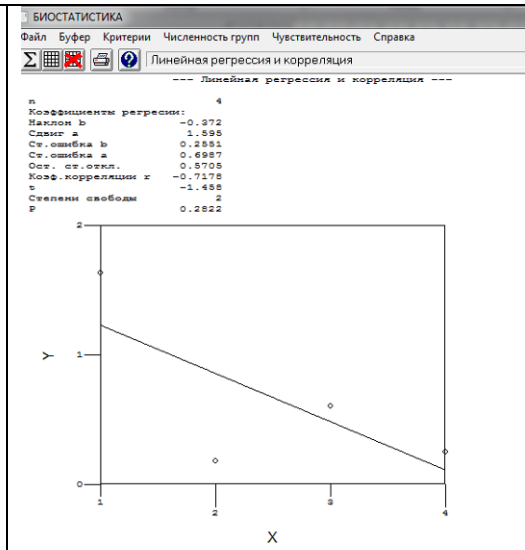 БИОСТАТИСТИКА
Файл Буфер Критерии Численность групп Чувствительность Справка
Линейная регрессия и корреляция
--- Линейная регрессия и корреляция ---
n 4
Коэффициенты регресии:
Наклон b -0.372
Сдвиг a 1.595
Ст.ошибка b 0.2551
Ст.ошибка a 0.6987
Ост. ст.откл. 0.5705
Коэф.корреляции r -0.7178
t -1.458
Степени свободы 2
P 0.2822
2
Y 1
0
1 2 3 4
X